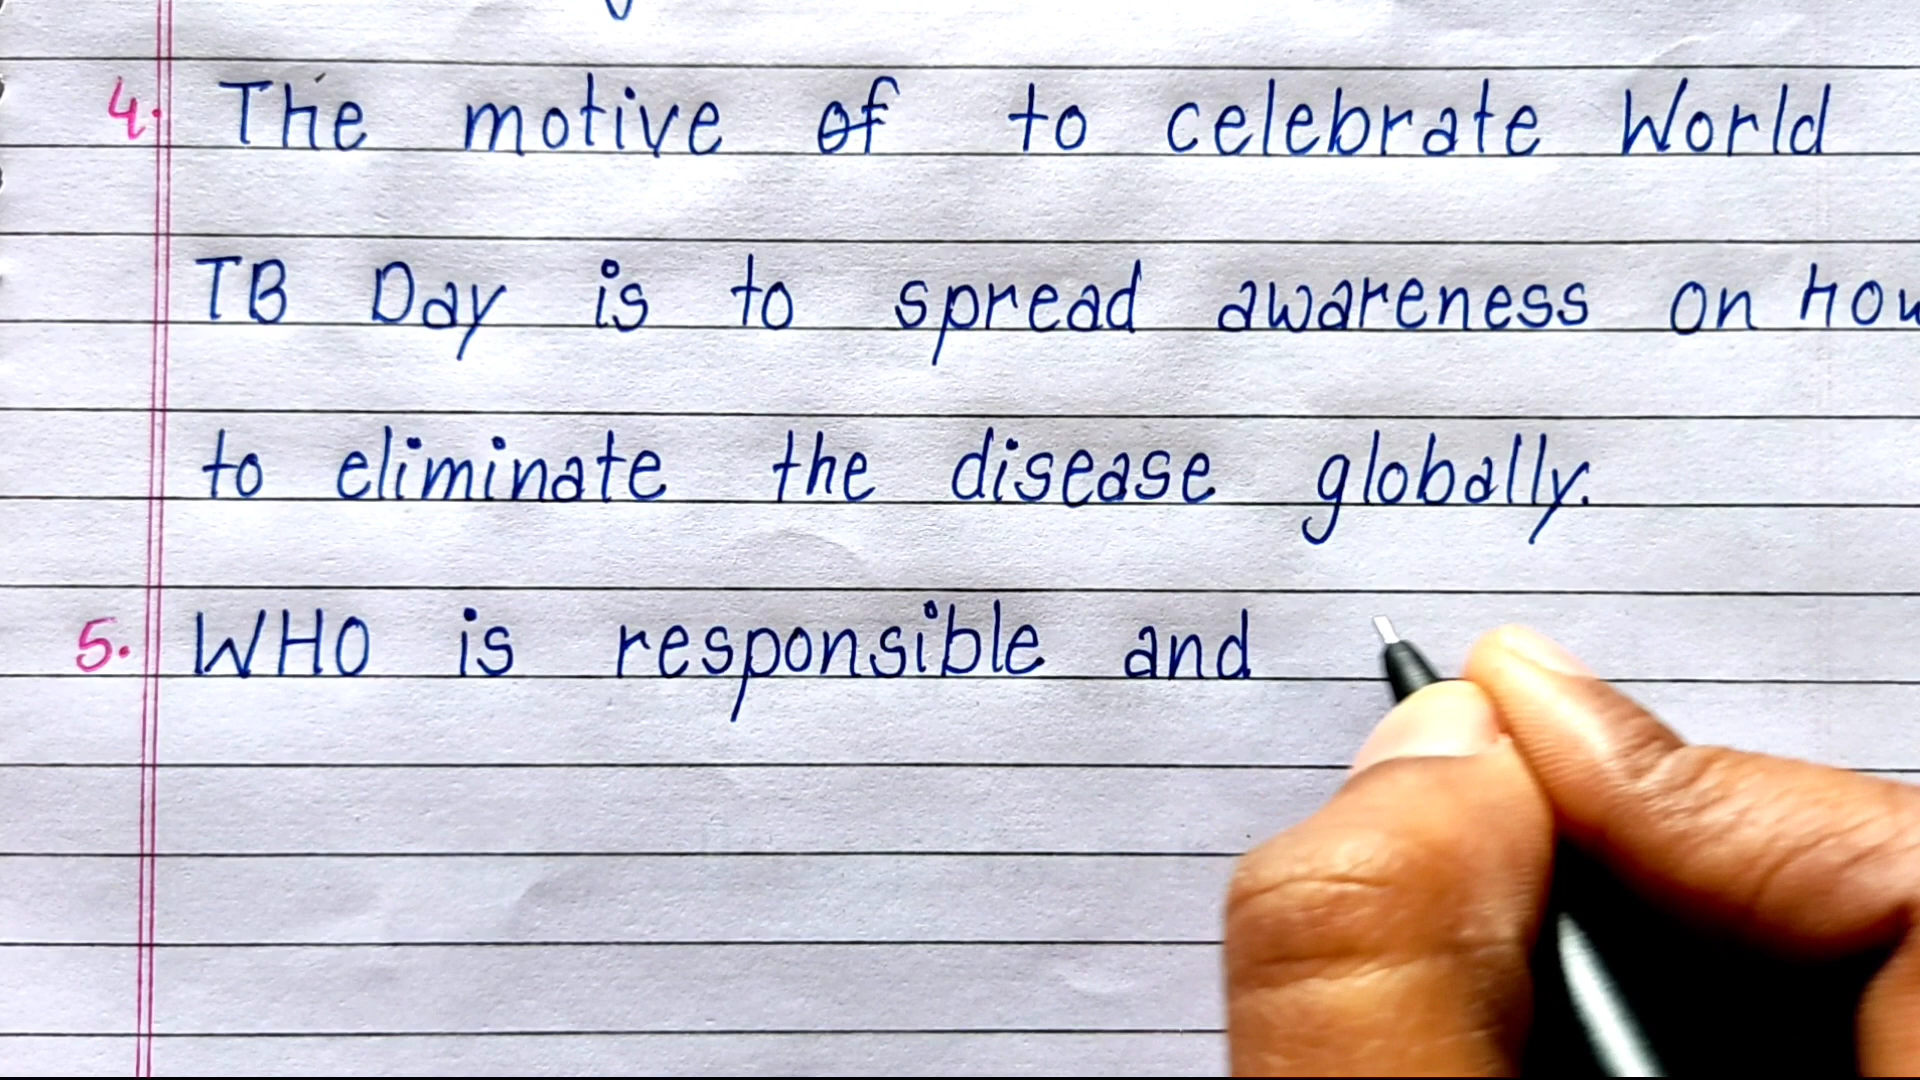 4. The motive of to celebrate World
TB Day is to spread awareness on how
to eliminate the disease globally.
5. WHO is responsible and